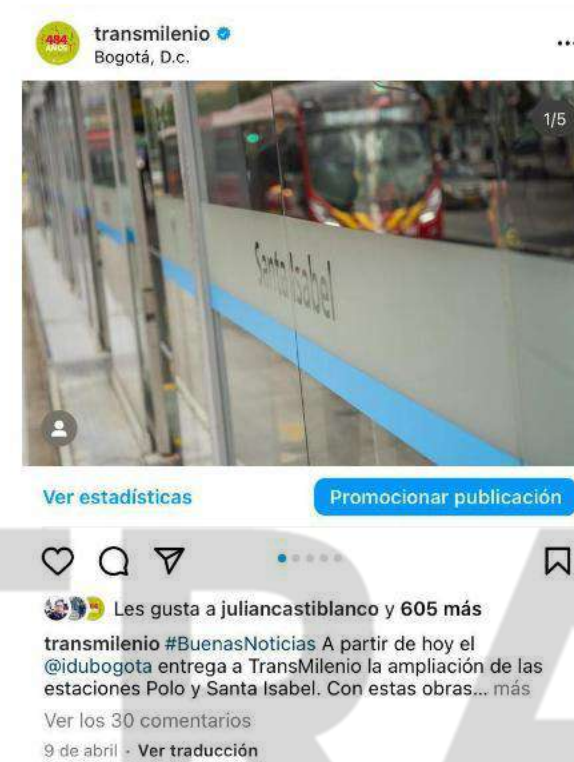 484
AÑOS
transmilenio
Bogotá, D.c.
1/5
Santa Isabel
Ver estadísticas
Promocionar publicación
Les gusta a juliancastiblanco y 605 más
transmilenio #BuenasNoticias A partir de hoy el
@idubogota entrega a TransMilenio la ampliación de las
estaciones Polo y Santa Isabel. Con estas obras... más
Ver los 30 comentarios
9 de abril · Ver traducción